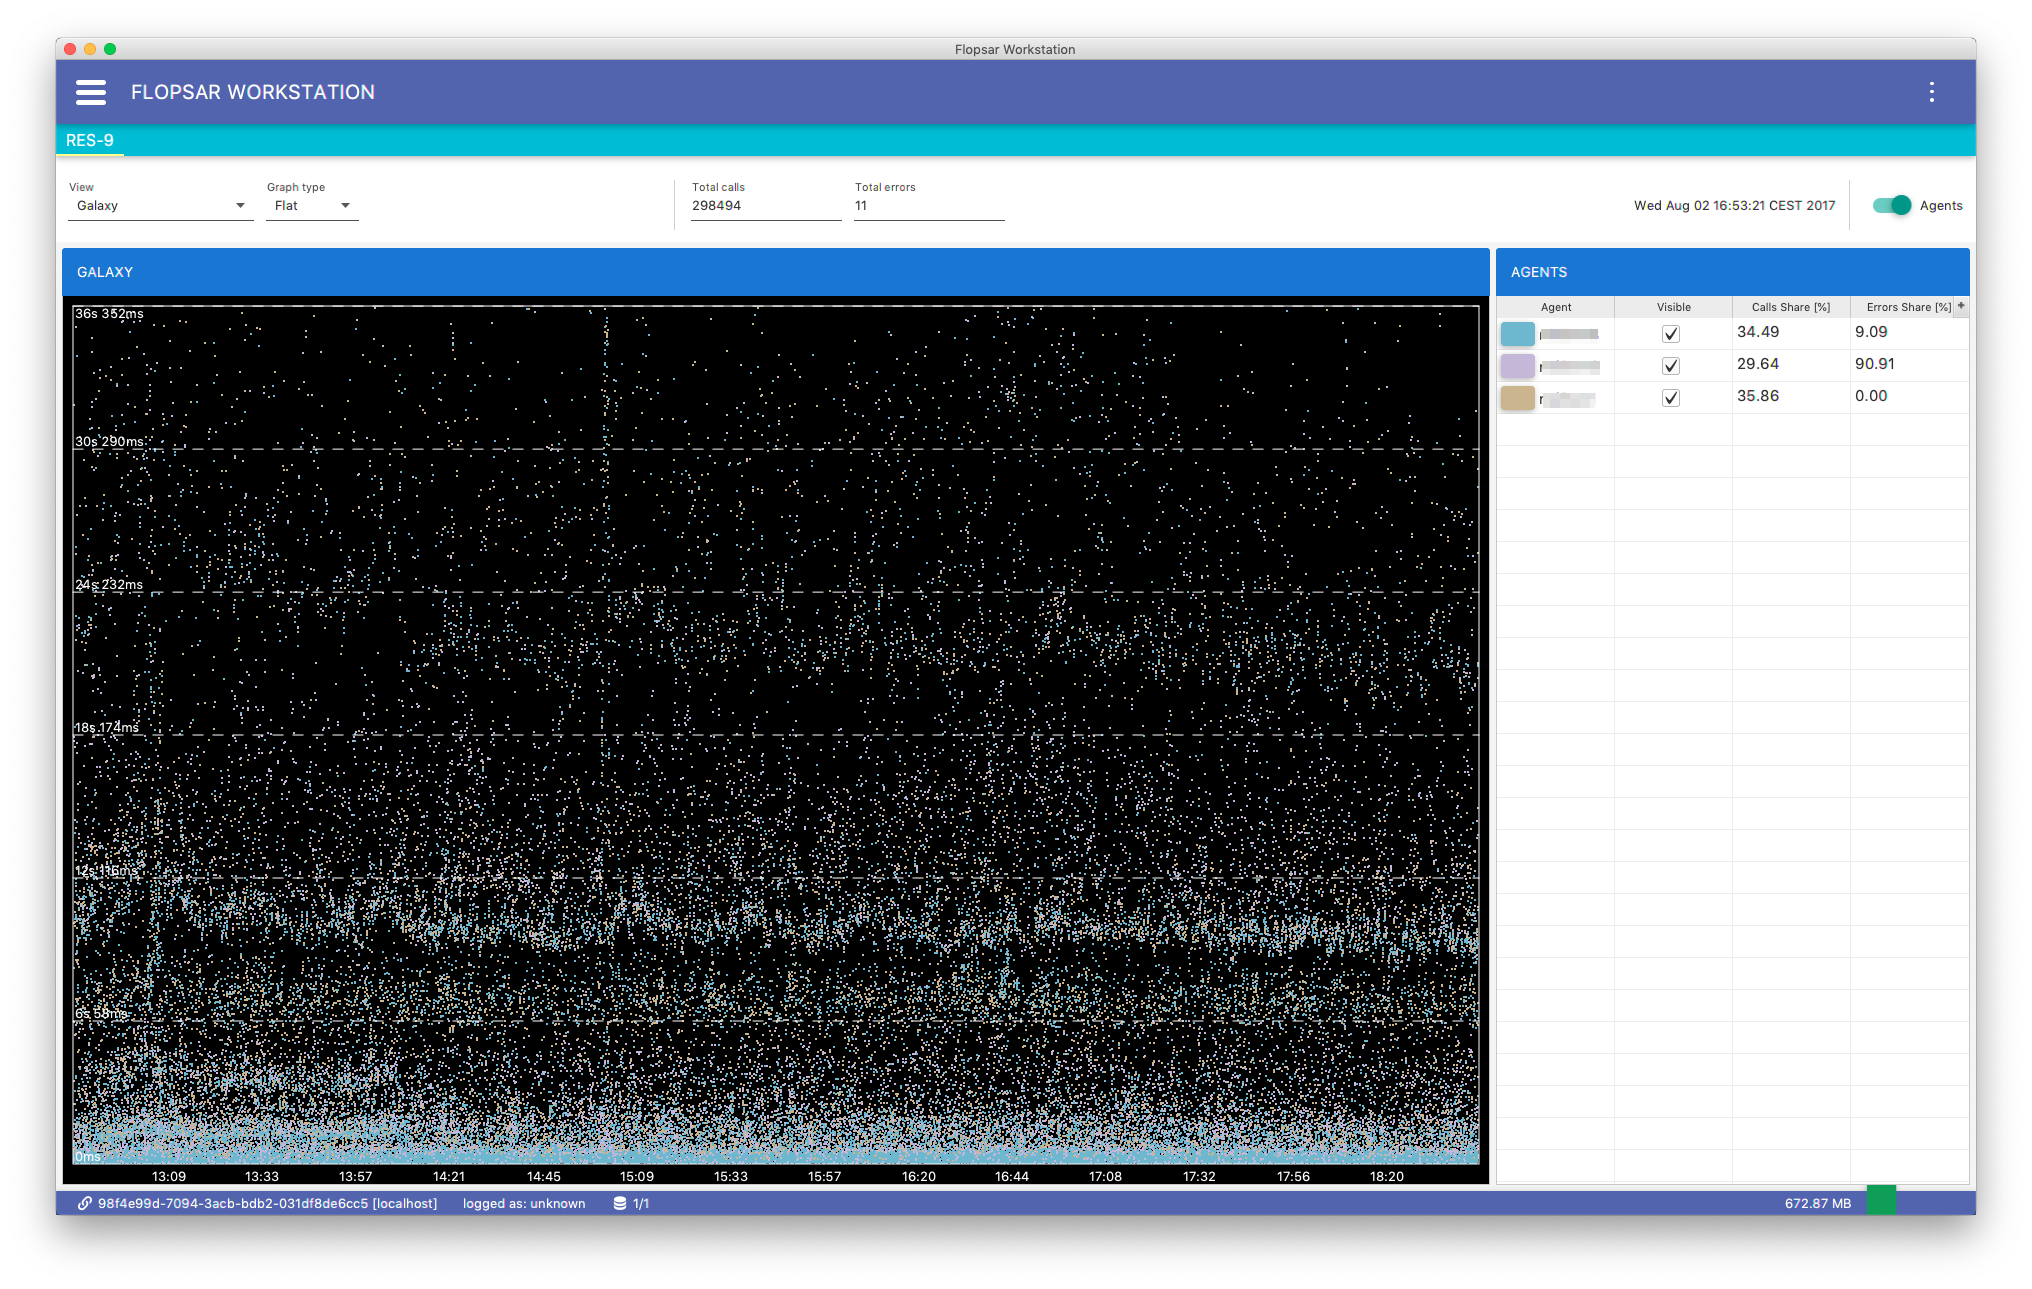 Flopsar Workstation
FLOPSAR WORKSTATION
RES-9
View
Galaxy
Graph type
Flat
Total calls
298494
Total errors
11
Wed Aug 02 16:53:21 CEST 2017
Agents
GALAXY
36s 352ms
30s 290ms
24s 232ms
18s 174ms
12s 116ms
6s 58ms
0ms
13:09 13:33 13:57 14:21 14:45 15:09 15:33 15:57 16:20 16:44 17:08 17:32 17:56 18:20
AGENTS
Agent Visible Calls Share [%] Errors Share [%] +
34.49 9.09
29.64 90.91
35.86 0.00
98f4e99d-7094-3acb-bdb2-031df8de6cc5 [localhost] logged as: unknown 1/1
672.87 MB